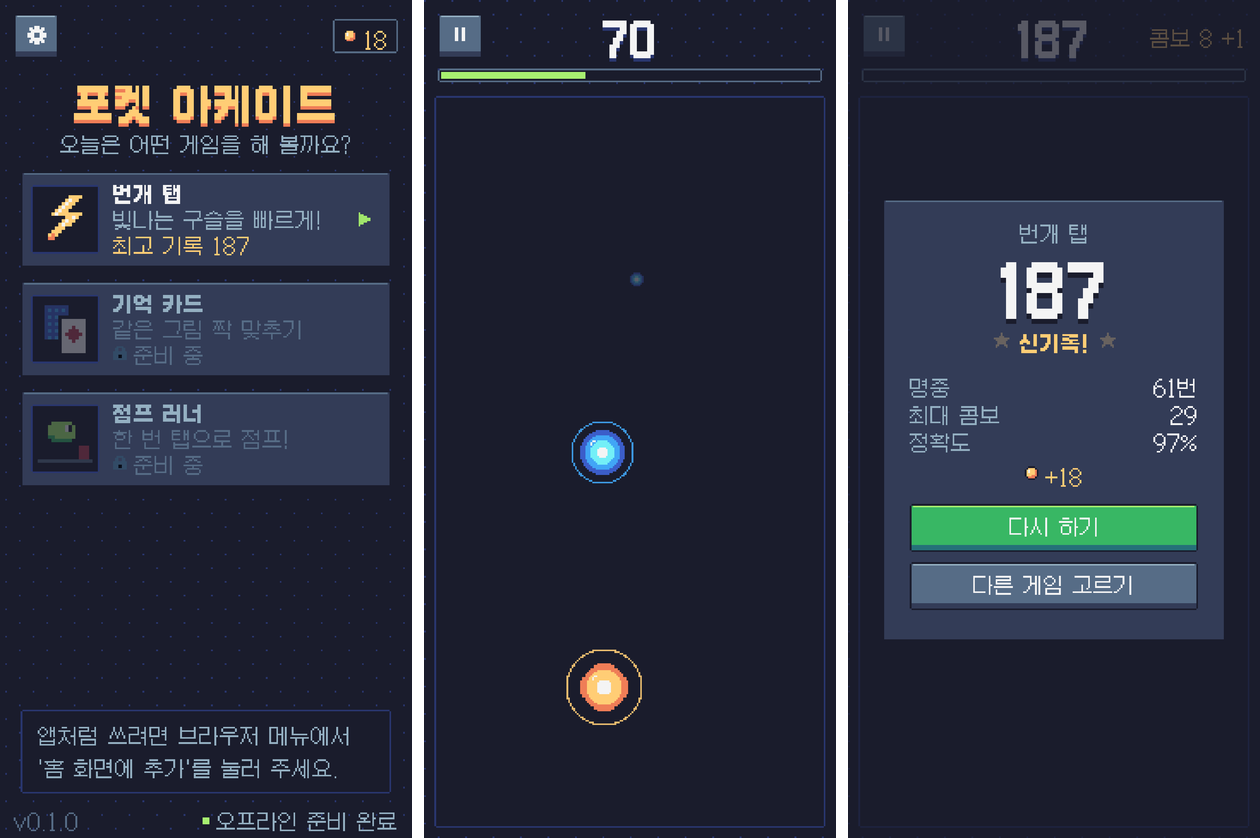 18
포켓 아케이드
오늘은 어떤 게임을 해 볼까요?
번개 탭
빛나는 구슬을 빠르게!
최고 기록 187
기억 카드
같은 그림 짝 맞추기
준비 중
점프 러너
한 번 탭으로 점프!
준비 중
앱처럼 쓰려면 브라우저 메뉴에서
'홈 화면에 추가'를 눌러 주세요.
v0.1.0
오프라인 준비 완료
70
187
콤보 8 +1
번개 탭
187
신기록!
명중 61번
최대 콤보 29
정확도 97%
+18
다시 하기
다른 게임 고르기